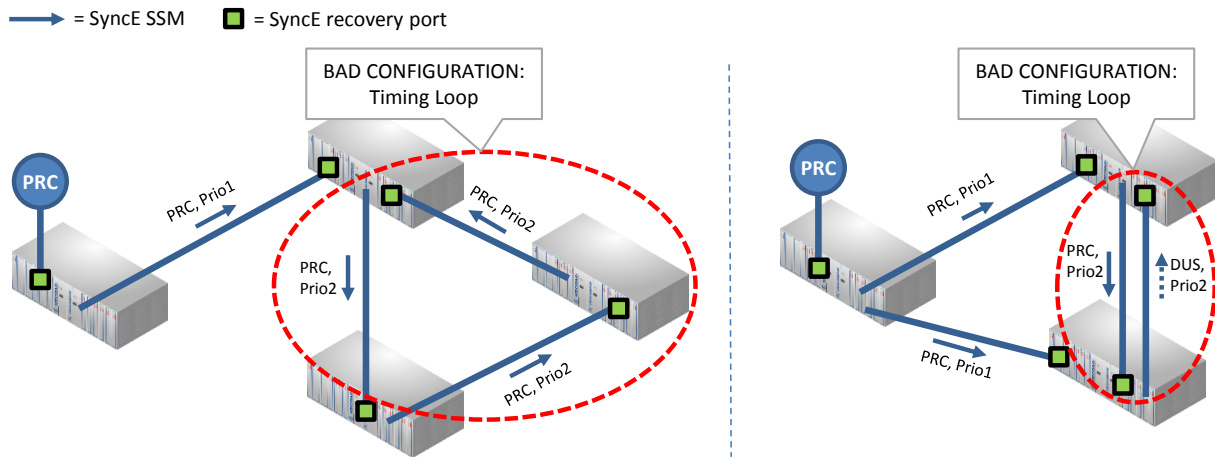 = SyncE SSM
= SyncE recovery port
BAD CONFIGURATION:
Timing Loop
PRC
PRC, Prio1
PRC, Prio2
PRC,
Prio2
PRC, Prio2
BAD CONFIGURATION:
Timing Loop
PRC
PRC, Prio1
PRC,
Prio2
DUS,
Prio2
PRC, Prio1